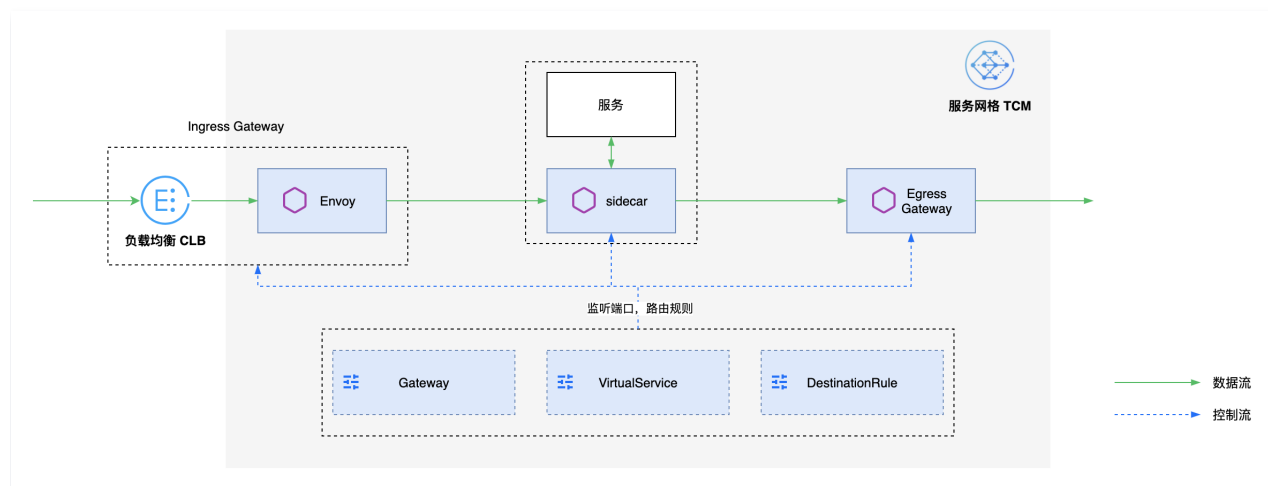 服务网格 TCM
Ingress Gateway
服务
负载均衡 CLB
Envoy
sidecar
Egress
Gateway
监听端口，路由规则
Gateway
VirtualService
DestinationRule
数据流
控制流